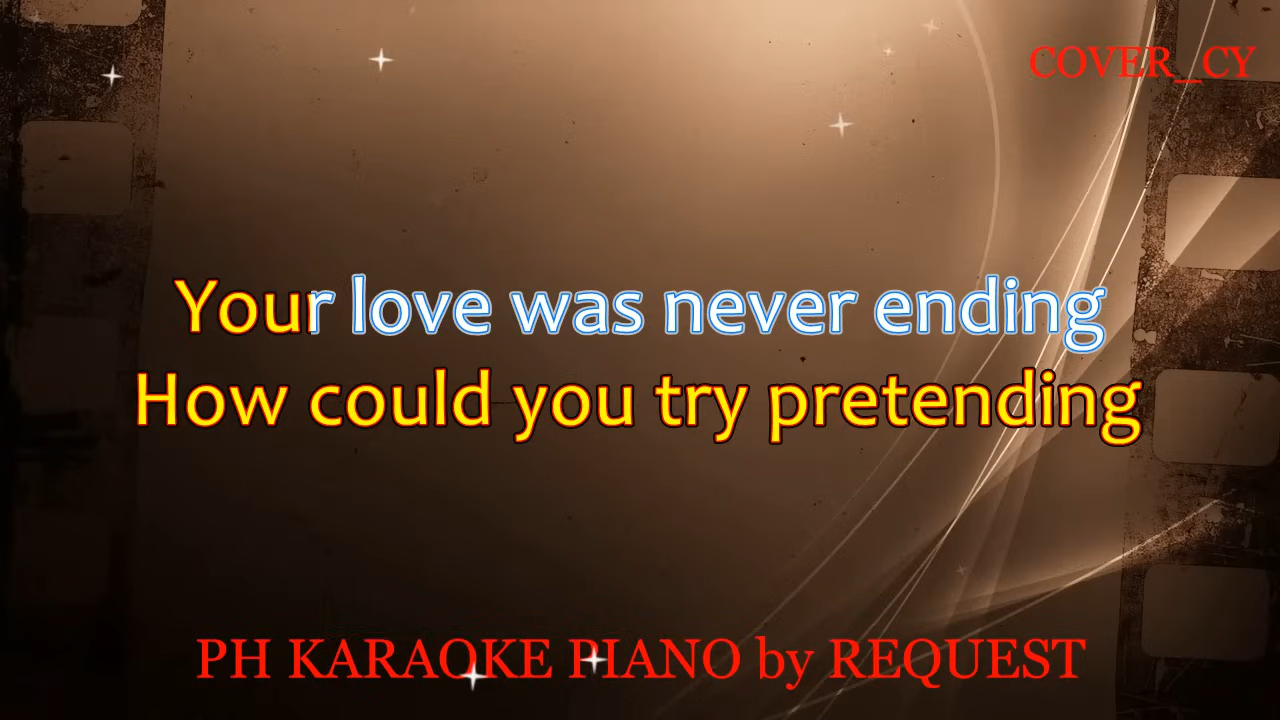 COVER_CY
Your love was never ending
How could you try pretending
PH KARAOKE PIANO by REQUEST